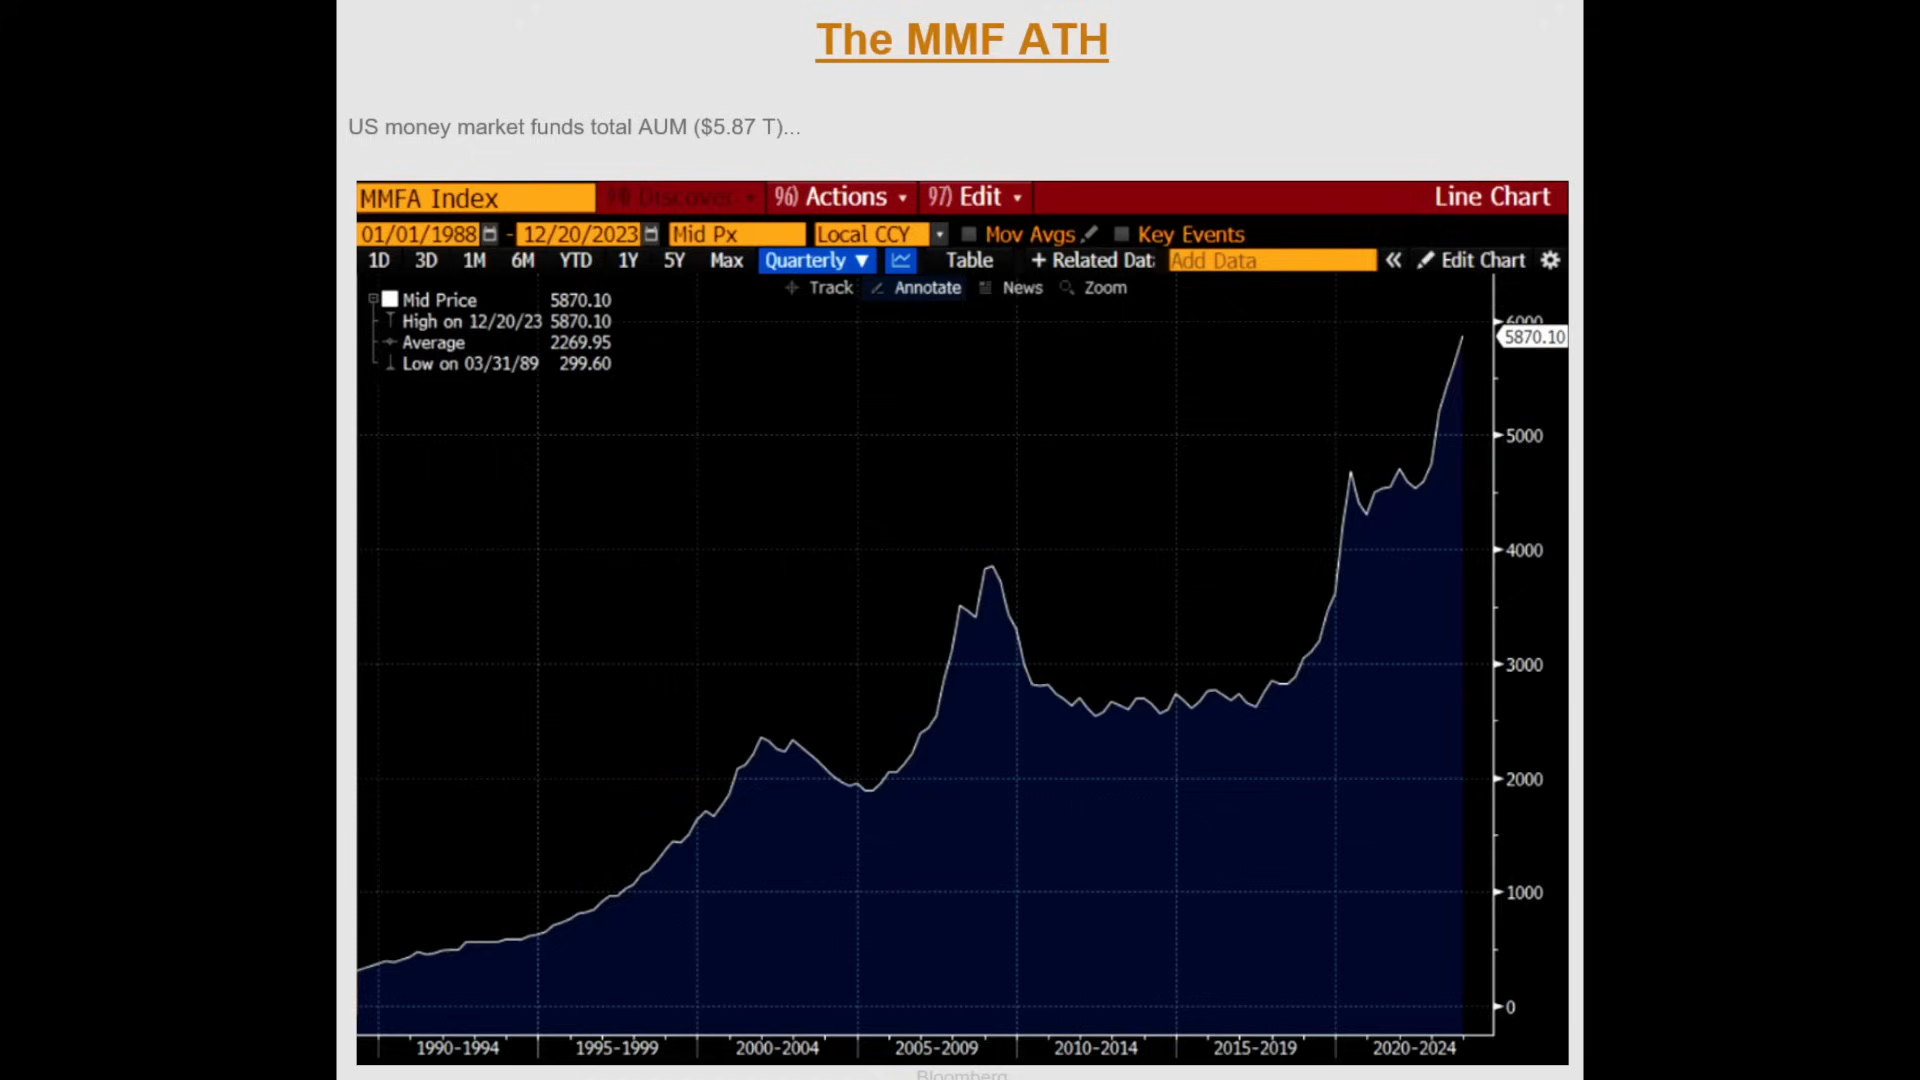 The MMF ATH
US money market funds total AUM ($5.87 T)...
MMFA Index 96) Actions 97) Edit Line Chart
01/01/1988 - 12/20/2023 Mid Px Local CCY Mov Avgs Key Events
1D 3D 1M 6M YTD 1Y 5Y Max Quarterly Table + Related Dat Add Data « Edit Chart
Track Annotate News Zoom
Mid Price 5870.10
High on 12/20/23 5870.10
Average 2269.95
Low on 03/31/89 299.60
6000
5870.10
5000
4000
3000
2000
1000
0
1990-1994 1995-1999 2000-2004 2005-2009 2010-2014 2015-2019 2020-2024
Bloomberg